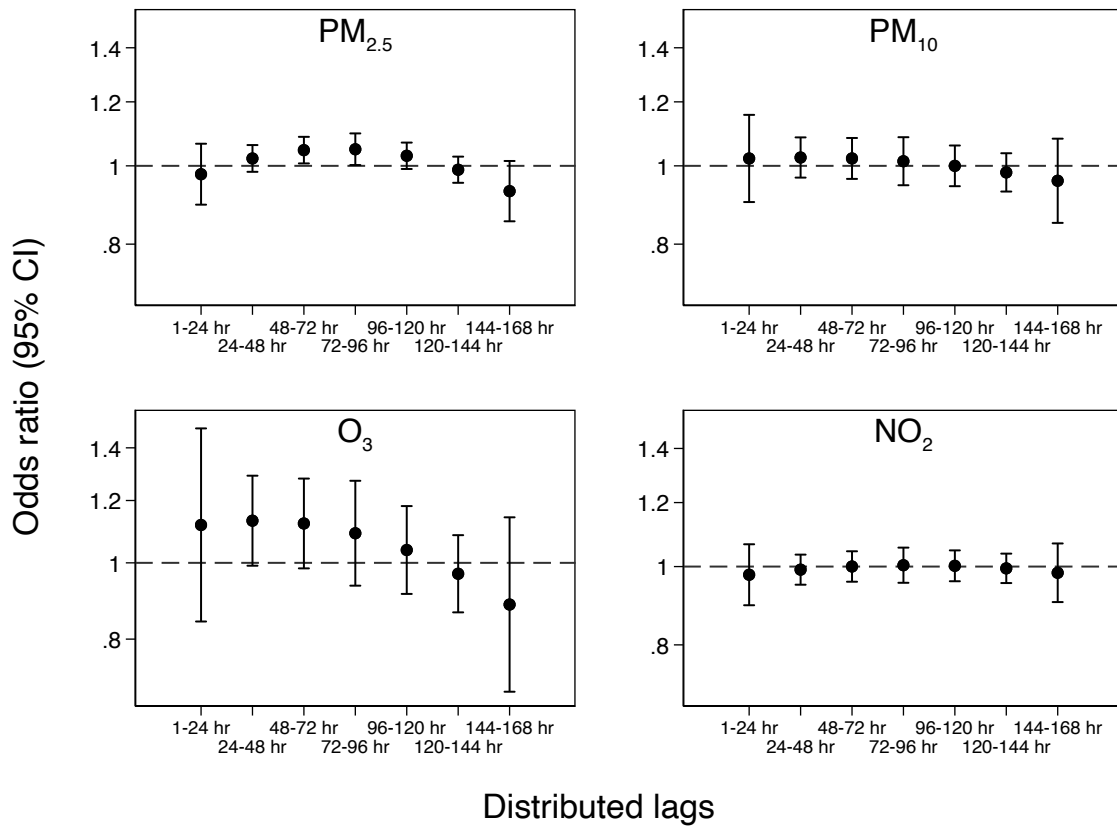 Odds ratio (95% CI)
PM2.5
1.4
1.2
1
.8
1-24 hr 48-72 hr 96-120 hr 144-168 hr
24-48 hr 72-96 hr 120-144 hr
PM10
1.4
1.2
1
.8
1-24 hr 48-72 hr 96-120 hr 144-168 hr
24-48 hr 72-96 hr 120-144 hr
O3
1.4
1.2
1
.8
1-24 hr 48-72 hr 96-120 hr 144-168 hr
24-48 hr 72-96 hr 120-144 hr
NO2
1.4
1.2
1
.8
1-24 hr 48-72 hr 96-120 hr 144-168 hr
24-48 hr 72-96 hr 120-144 hr
Distributed lags